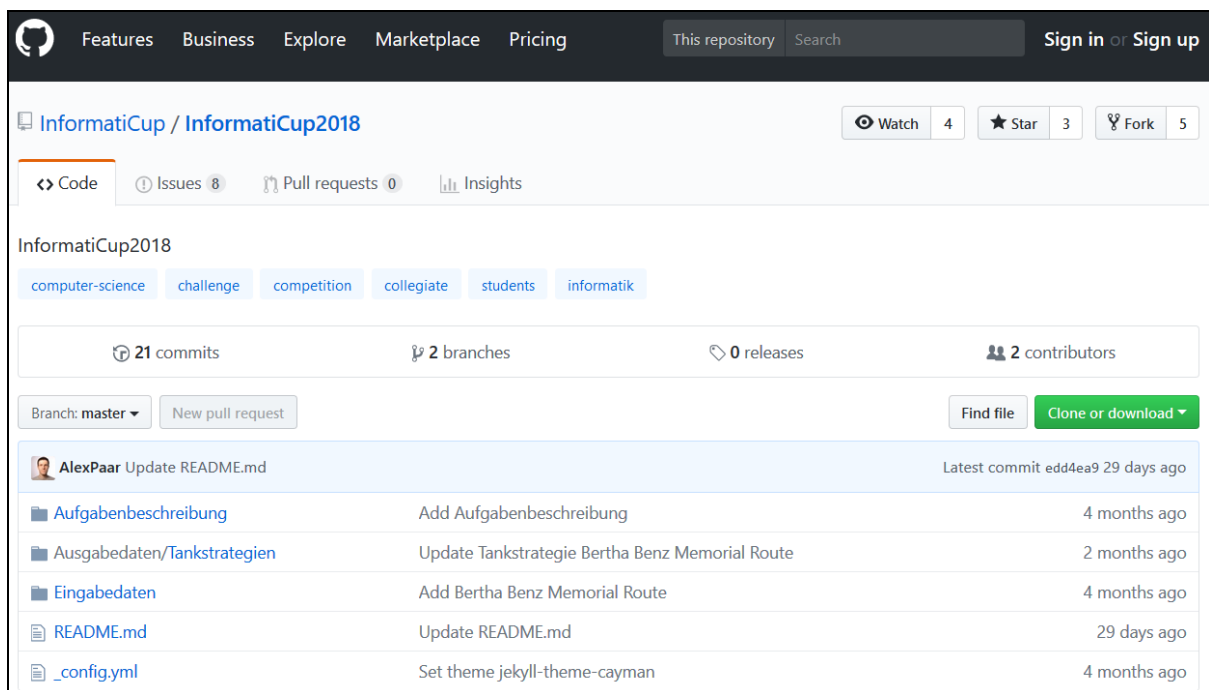 Features Business Explore Marketplace Pricing This repository Search Sign in or Sign up
InformatiCup / InformatiCup2018 Watch 4 Star 3 Fork 5
Code Issues 8 Pull requests 0 Insights
InformatiCup2018
computer-science challenge competition collegiate students informatik
21 commits 2 branches 0 releases 2 contributors
Branch: master New pull request Find file Clone or download
AlexPaar Update README.md Latest commit edd4ea9 29 days ago
Aufgabenbeschreibung Add Aufgabenbeschreibung 4 months ago
Ausgabedaten/Tankstrategien Update Tankstrategie Bertha Benz Memorial Route 2 months ago
Eingabedaten Add Bertha Benz Memorial Route 4 months ago
README.md Update README.md 29 days ago
_config.yml Set theme jekyll-theme-cayman 4 months ago